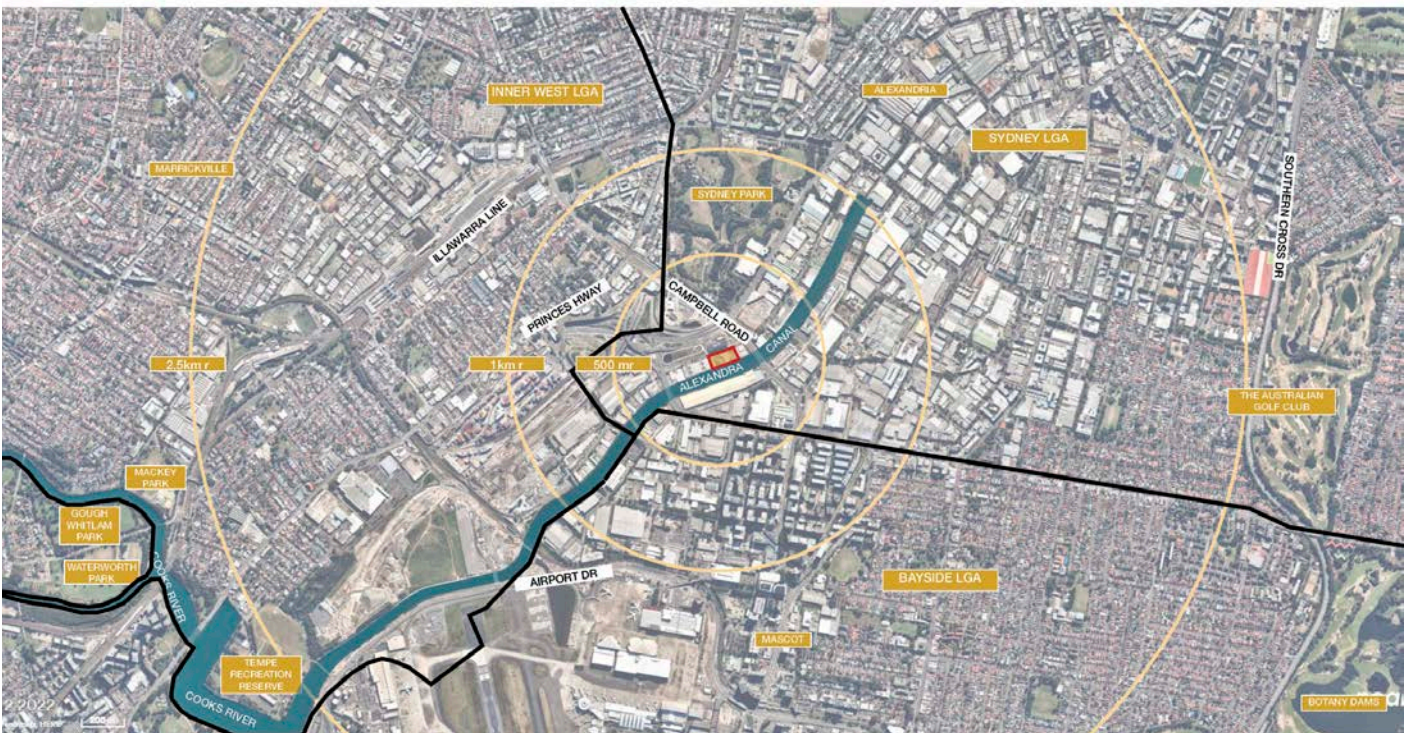 INNER WEST LGA
ALEXANDRIA
SYDNEY LGA
MARRICKVILLE
SYDNEY PARK
SOUTHERN CROSS DR
ILLAWARRA LINE
PRINCES HWAY
CAMPBELL ROAD
2.5km r
1km r
500 mr
ALEXANDRA
CANAL
THE AUSTRALIAN
GOLF CLUB
MACKEY
PARK
GOUGH
WHITLAM
PARK
WATERWORTH
PARK
COOKS RIVER
AIRPORT DR
BAYSIDE LGA
MASCOT
TEMPE
RECREATION
RESERVE
COOKS RIVER
2 2022
200
BOTANY DAMS